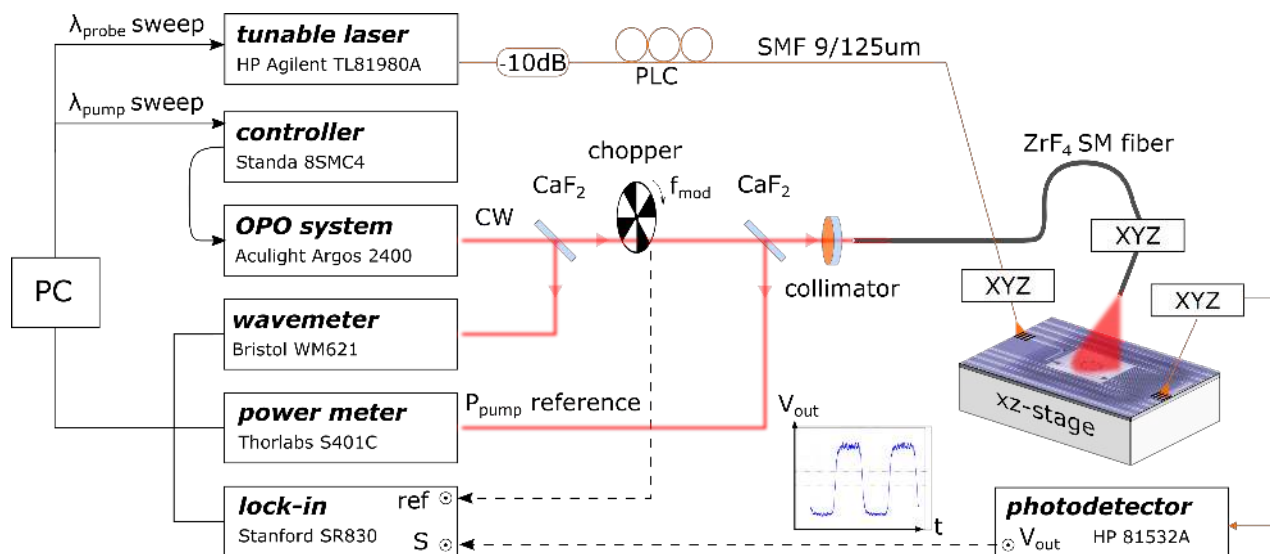 λprobe sweep
tunable laser
HP Agilent TL81980A
-10dB
PLC
SMF 9/125um
λpump sweep
controller
Standa 8SMC4
chopper
fmod
CaF2
CaF2
ZrF4 SM fiber
OPO system
Aculight Argos 2400
CW
collimator
XYZ
XYZ
XYZ
PC
wavemeter
Bristol WM621
power meter
Thorlabs S401C
Ppump reference
Vout
t
xz-stage
lock-in
Stanford SR830
ref
S
photodetector
Vout
HP 81532A